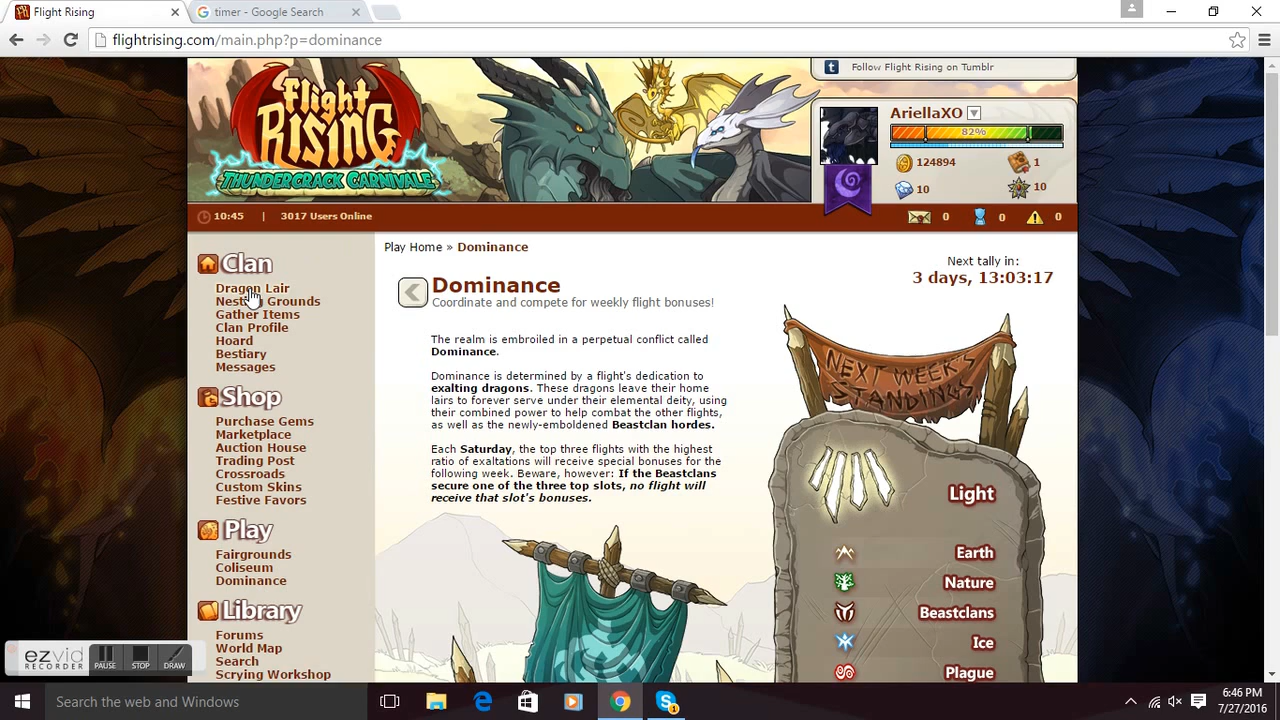 Flight Rising
timer - Google Search
flightrising.com/main.php?p=dominance
Flight
RISING
THUNDERCRACK CARNIVALE
Follow Flight Rising on Tumblr
AriellaXO
82%
124894
1
10
10
10:45 | 3017 Users Online
0
0
0
Clan
Dragon Lair
Nesting Grounds
Gather Items
Clan Profile
Hoard
Bestiary
Messages
Shop
Purchase Gems
Marketplace
Auction House
Trading Post
Crossroads
Custom Skins
Festive Favors
Play
Fairgrounds
Coliseum
Dominance
Library
Forums
World Map
Search
Scrying Workshop
Play Home » Dominance
Next tally in:
3 days, 13:03:17
Dominance
Coordinate and compete for weekly flight bonuses!
The realm is embroiled in a perpetual conflict called
Dominance.
Dominance is determined by a flight's dedication to
exalting dragons. These dragons leave their home
lairs to forever serve under their elemental deity, using
their combined power to help combat the other flights,
as well as the newly-emboldened Beastclan hordes.
Each Saturday, the top three flights with the highest
ratio of exaltations will receive special bonuses for the
following week. Beware, however: If the Beastclans
secure one of the three top slots, no flight will
receive that slot's bonuses.
NEXT WEEK'S
STANDINGS
Light
Earth
Nature
Beastclans
Ice
Plague
ezvid
RECORDER
PAUSE
STOP
DRAW
Search the web and Windows
1
6:46 PM
7/27/2016